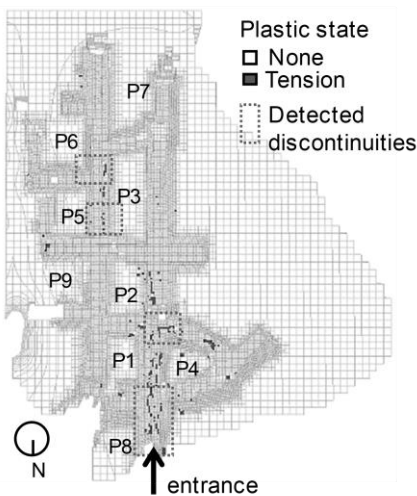 Plastic state
None
Tension
Detected
discontinuities
P7
P6
P3
P5
P9
P2
P1
P4
P8
N
entrance